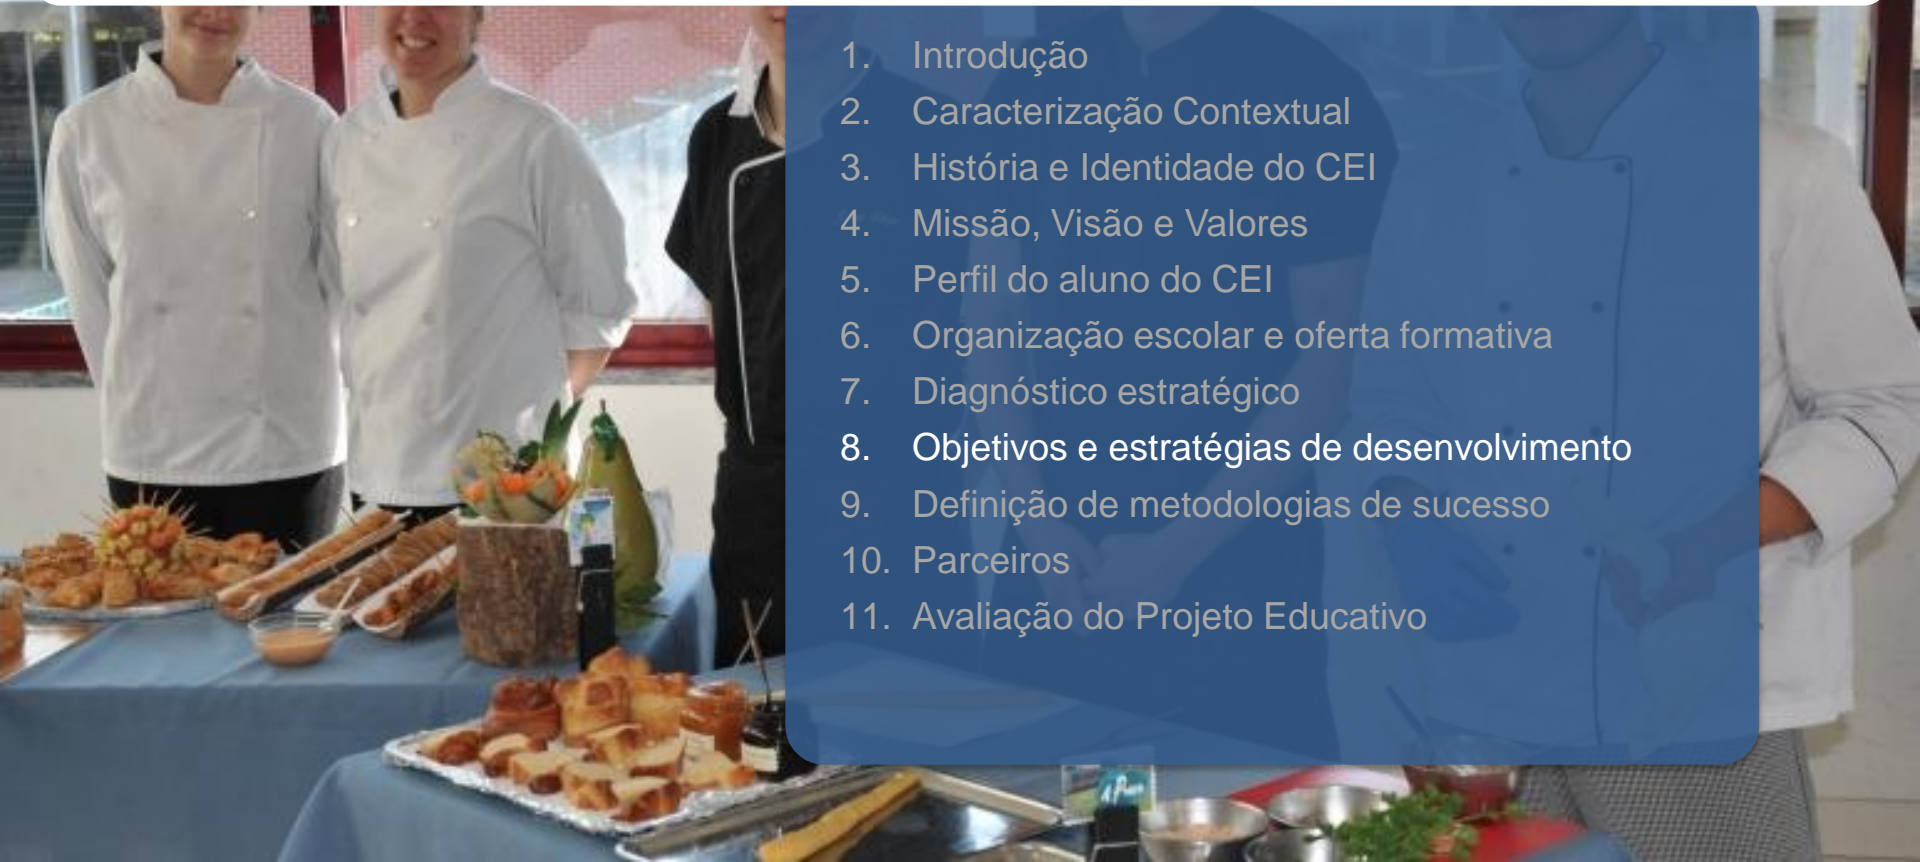 1. Introdução
2. Caracterização Contextual
3. História e Identidade do CEI
4. Missão, Visão e Valores
5. Perfil do aluno do CEI
6. Organização escolar e oferta formativa
7. Diagnóstico estratégico
8. Objetivos e estratégias de desenvolvimento
9. Definição de metodologias de sucesso
10. Parceiros
11. Avaliação do Projeto Educativo